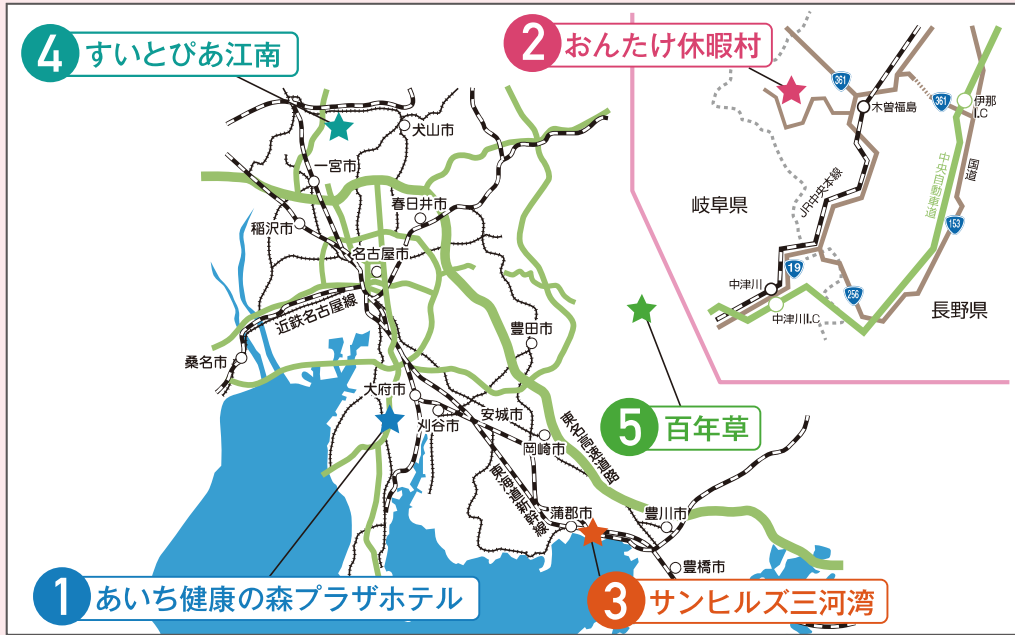 4 すいとぴあ江南
2 おんたけ休暇村
361
木曽福島
361
伊那
I.C
犬山市
一宮市
中央自動車道
国道
JR中央本線
岐阜県
春日井市
稲沢市
153
名古屋市
19
中津川
256
近鉄名古屋線
中津川I.C
長野県
豊田市
桑名市
大府市
刈谷市
安城市
5 百年草
岡崎市
東名高速道路
東海道新幹線
蒲郡市
豊川市
豊橋市
1 あいち健康の森プラザホテル
3 サンヒルズ三河湾